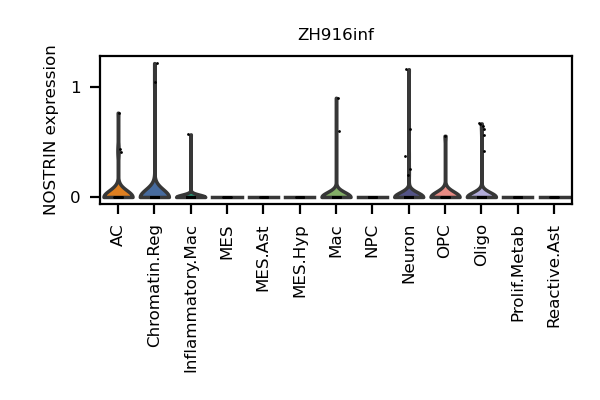 ZH916inf
NOSTRIN expression
1
0
AC
Chromatin.Reg
Inflammatory.Mac
MES
MES.Ast
MES.Hyp
Mac
NPC
Neuron
OPC
Oligo
Prolif.Metab
Reactive.Ast